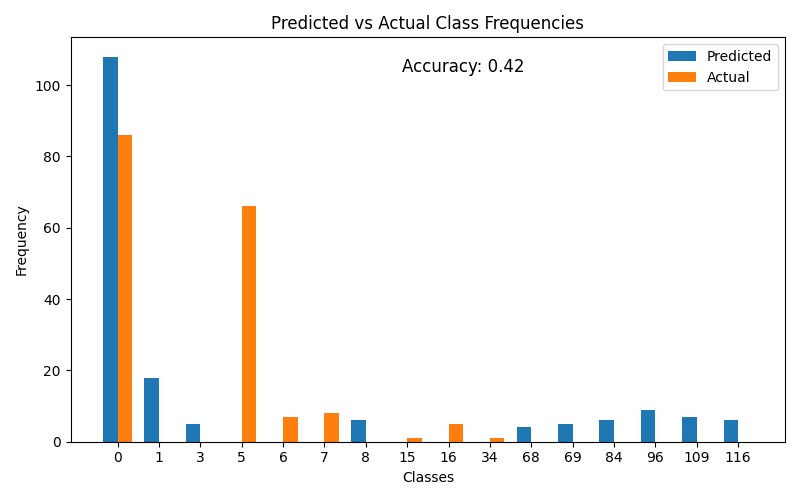 Predicted vs Actual Class Frequencies
Accuracy: 0.42
Predicted
Actual
Frequency
100
80
60
40
20
0
0 1 3 5 6 7 8 15 16 34 68 69 84 96 109 116
Classes